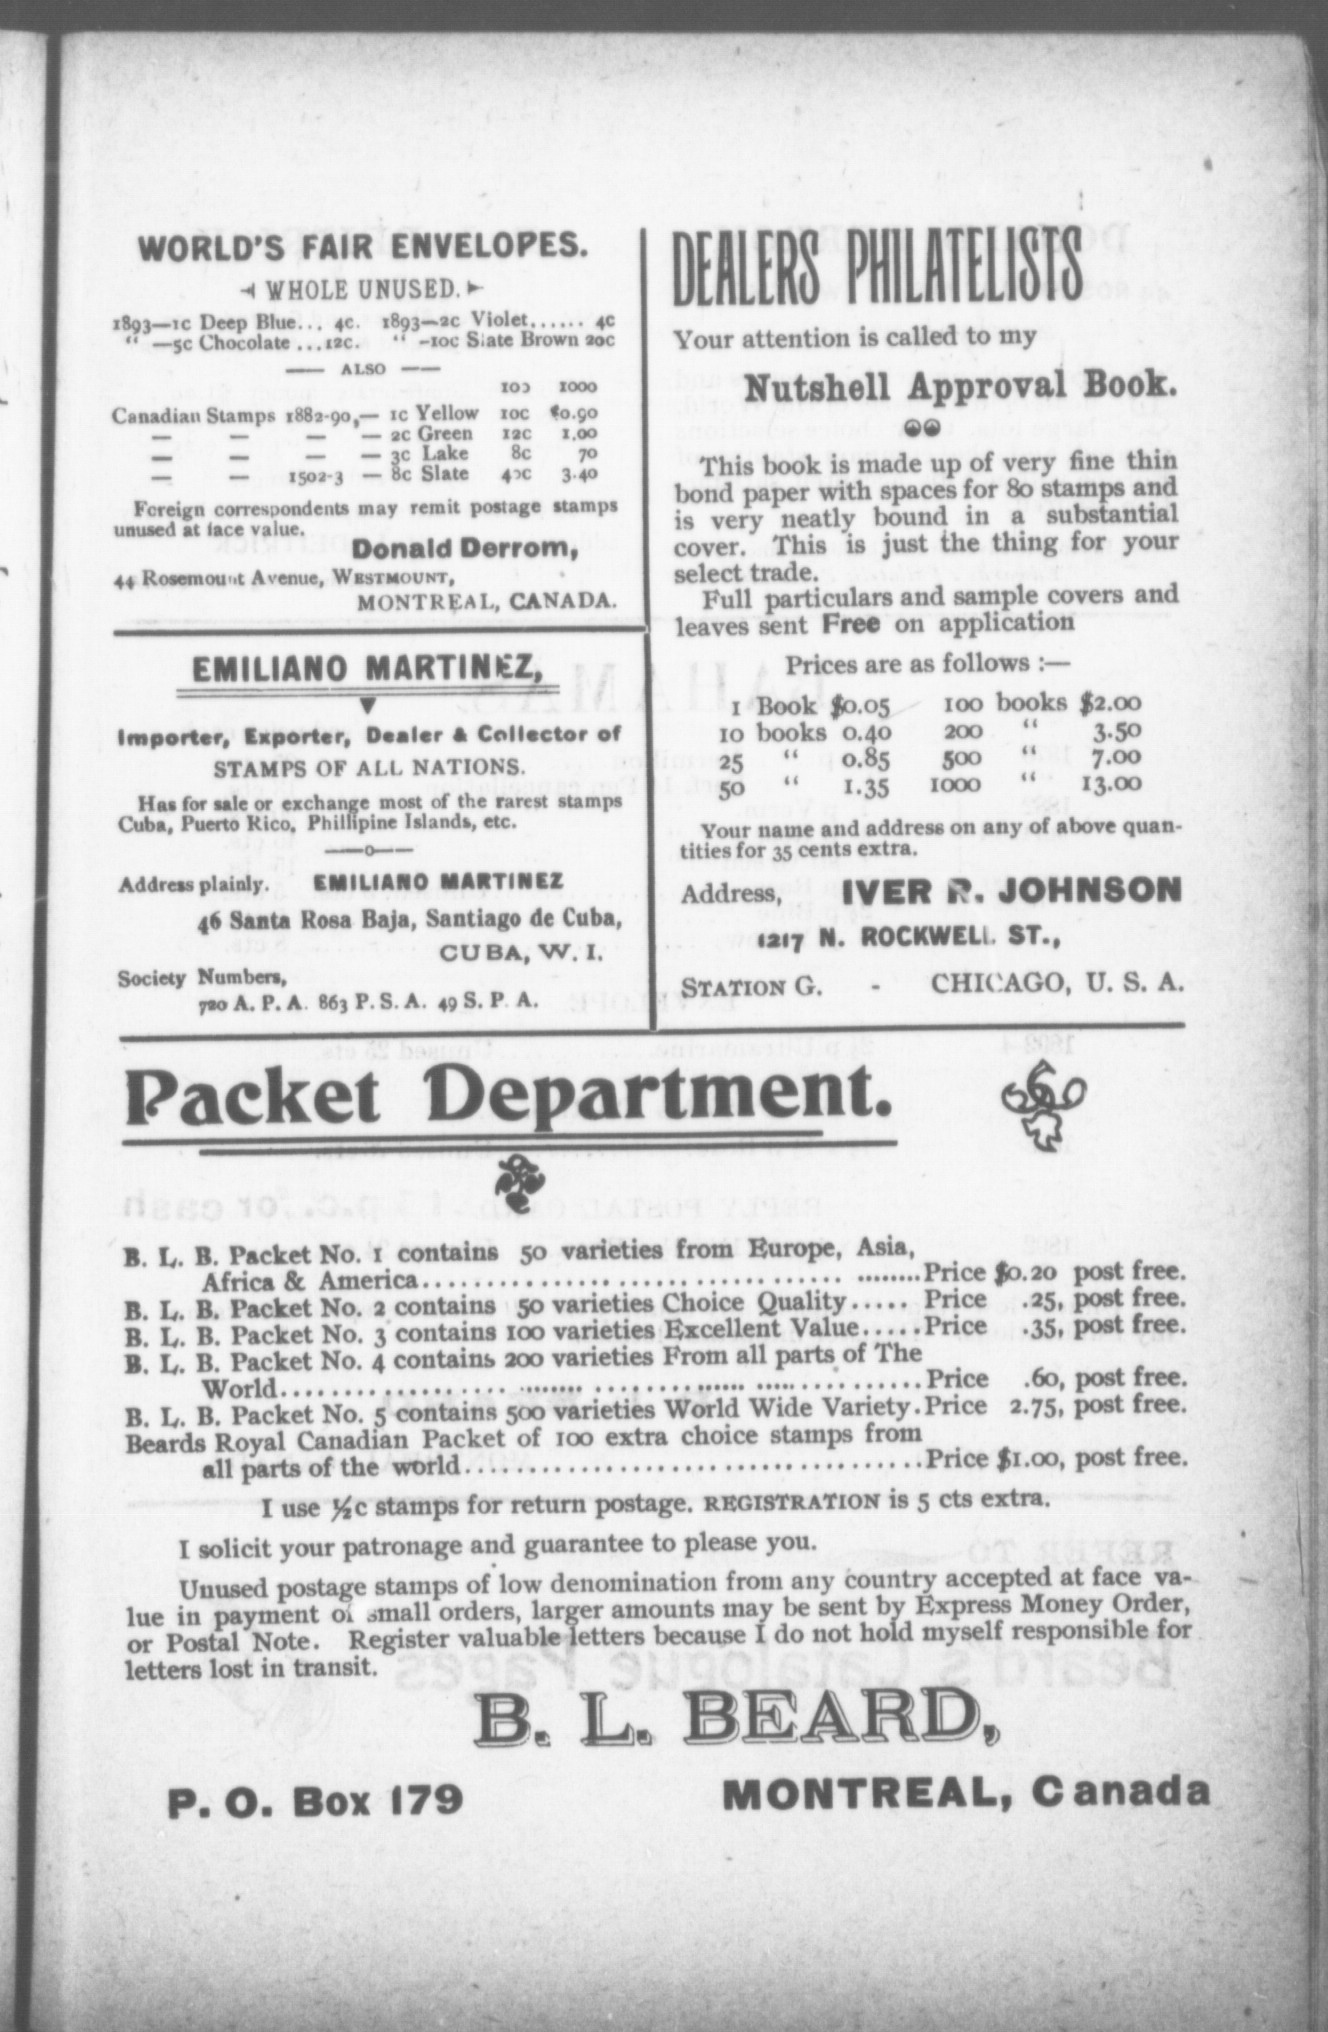 WORLD'S FAIR ENVELOPES.
WHOLE UNUSED.
1893—1c Deep Blue... 4c. 1893—2c Violet...... 4c
" —5c Chocolate ...12c. " -10c Slate Brown 20c
—— ALSO ——
100 1000
Canadian Stamps 1882-90,— 1c Yellow 10c $0.90
— — — — 2c Green 12c 1.00
— — — — 3c Lake 8c 70
— — 1502-3 — 8c Slate 40c 3.40
Foreign correspondents may remit postage stamps
unused at face value.
Donald Derrom,
44 Rosemount Avenue, WESTMOUNT,
MONTREAL, CANADA.
EMILIANO MARTINEZ,
Importer, Exporter, Dealer & Collector of
STAMPS OF ALL NATIONS.
Has for sale or exchange most of the rarest stamps
Cuba, Puerto Rico, Phillipine Islands, etc.
——o——
Address plainly. EMILIANO MARTINEZ
46 Santa Rosa Baja, Santiago de Cuba,
CUBA, W. I.
Society Numbers,
720 A. P. A. 863 P. S. A. 49 S. P. A.
DEALERS PHILATELISTS
Your attention is called to my
Nutshell Approval Book.
This book is made up of very fine thin
bond paper with spaces for 80 stamps and
is very neatly bound in a substantial
cover. This is just the thing for your
select trade.
Full particulars and sample covers and
leaves sent Free on application
Prices are as follows :—
1 Book $0.05 100 books $2.00
10 books 0.40 200 " 3.50
25 " 0.85 500 " 7.00
50 " 1.35 1000 " 13.00
Your name and address on any of above quan-
tities for 35 cents extra.
Address, IVER R. JOHNSON
1217 N. ROCKWELL ST.,
STATION G. - CHICAGO, U. S. A.
Packet Department.
B. L. B. Packet No. 1 contains 50 varieties from Europe, Asia,
Africa & America.......................................... Price $0.20 post free.
B. L. B. Packet No. 2 contains 50 varieties Choice Quality..... Price .25, post free.
B. L. B. Packet No. 3 contains 100 varieties Excellent Value.....Price .35, post free.
B. L. B. Packet No. 4 contains 200 varieties From all parts of The
World..................................................Price .60, post free.
B. L. B. Packet No. 5 contains 500 varieties World Wide Variety.Price 2.75, post free.
Beards Royal Canadian Packet of 100 extra choice stamps from
all parts of the world....................................Price $1.00, post free.
I use ½c stamps for return postage. REGISTRATION is 5 cts extra.
I solicit your patronage and guarantee to please you.
Unused postage stamps of low denomination from any country accepted at face va-
lue in payment of small orders, larger amounts may be sent by Express Money Order,
or Postal Note. Register valuable letters because I do not hold myself responsible for
letters lost in transit.
B. L. BEARD,
P. O. Box 179 MONTREAL, Canada